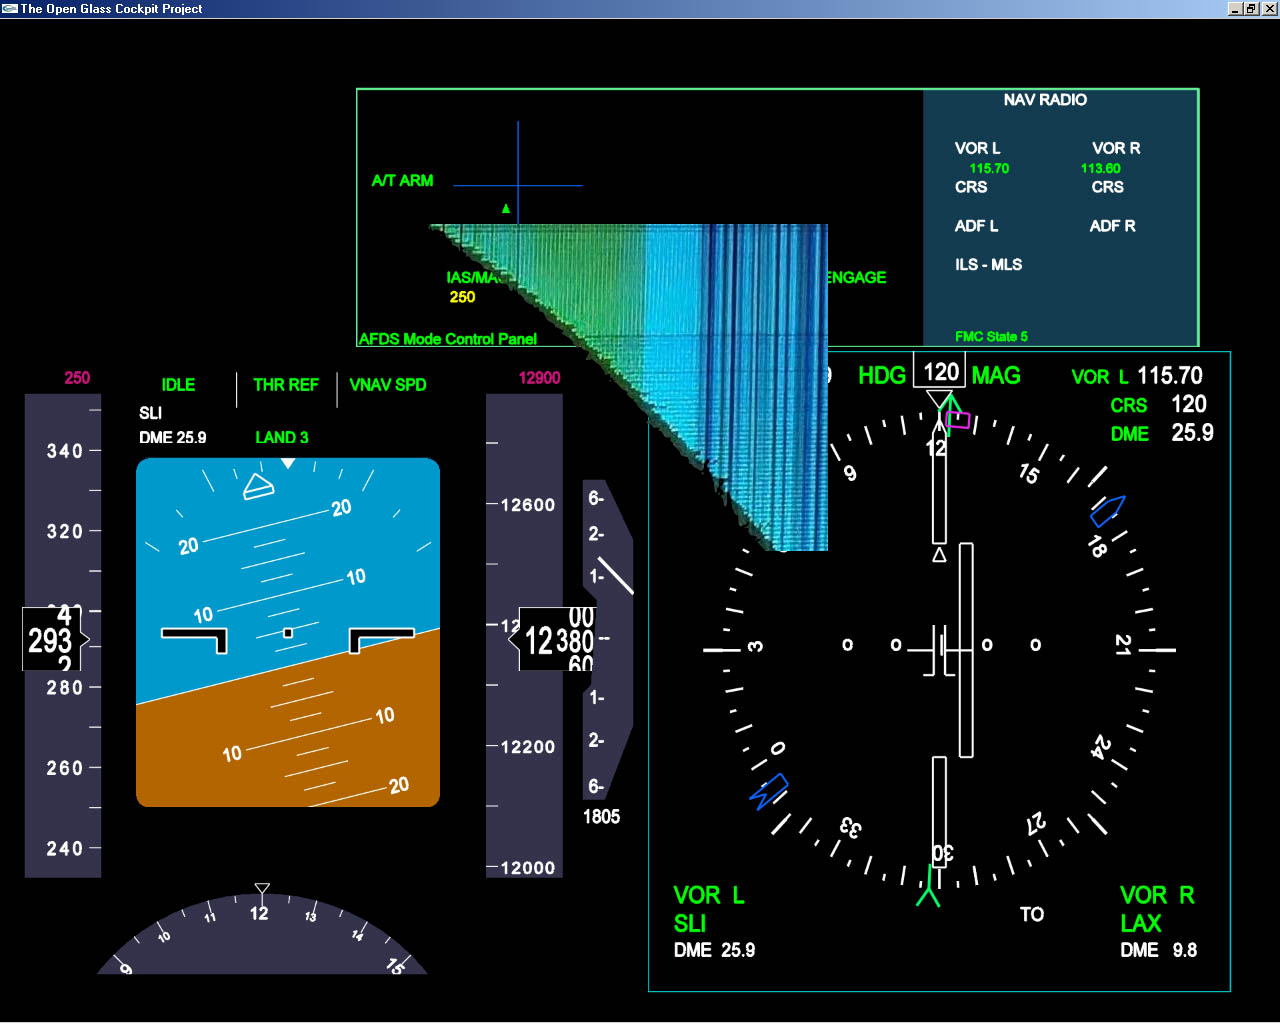 The Open Glass Cockpit Project
NAV RADIO
VOR L VOR R
115.70 113.60
A/T ARM
CRS CRS
ADF L ADF R
ILS - MLS
ENGAGE
250
AFDS Mode Control Panel
FMC State 5
250 IDLE THR REF VNAV SPD 12900
HDG 120 MAG
VOR L 115.70
CRS 120
DME 25.9
SLI
DME 25.9 LAND 3
340
320
293
280
260
240
20
20
10
10
10
10
20
12600
12380
12200
12000
6-
2-
1-
1-
2-
6-
1805
12
15
18
21
24
27
30
33
0
3
9
VOR L VOR R
SLI LAX
DME 25.9 DME 9.8
TO
9 10 11 12 13 14 15